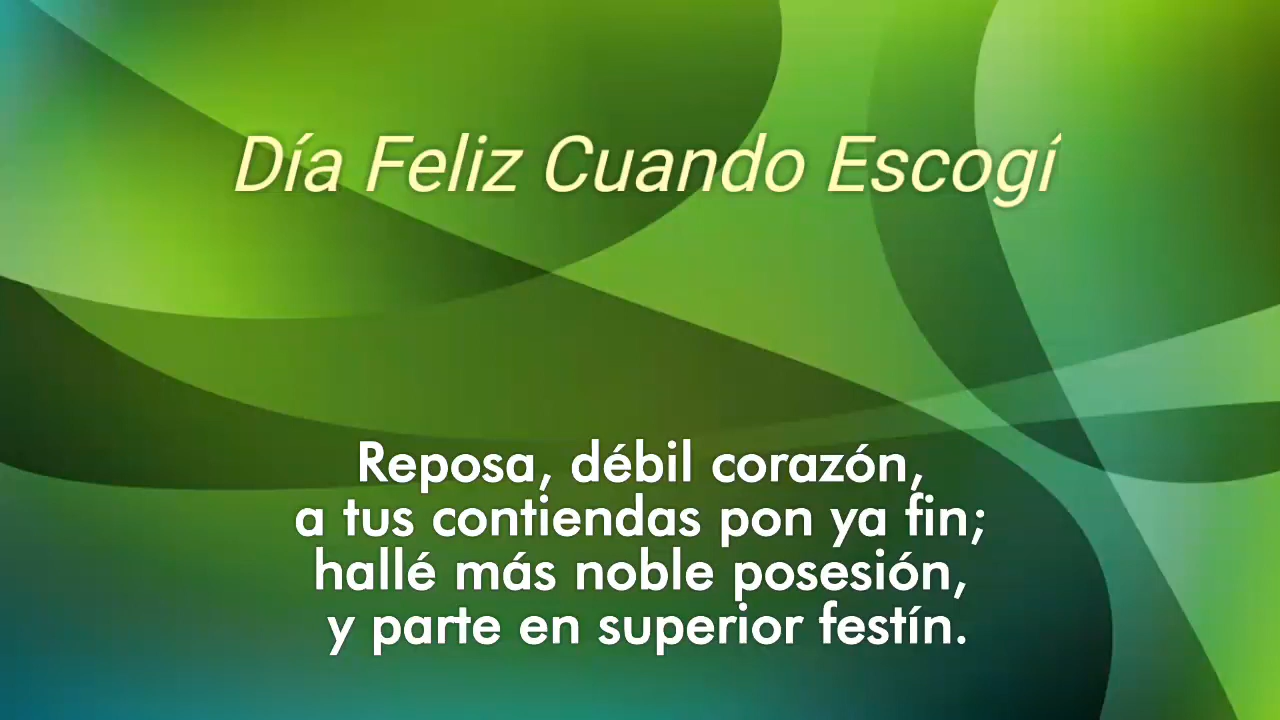 Día Feliz Cuando Escogí
Reposa, débil corazón,
a tus contiendas pon ya fin;
hallé más noble posesión,
y parte en superior festín.